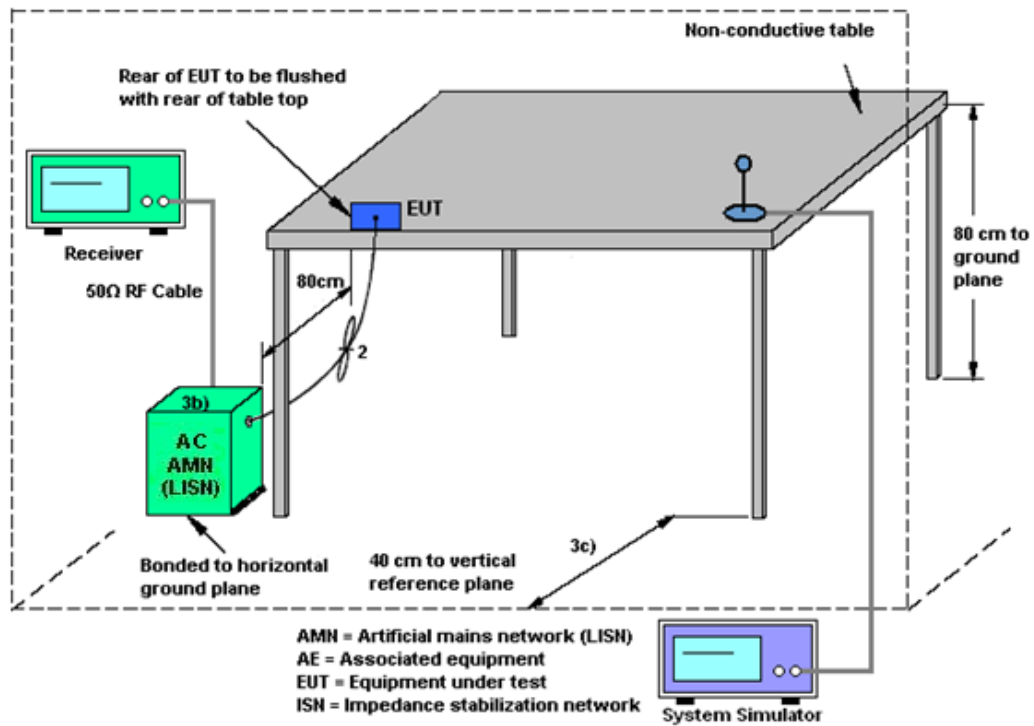 Non-conductive table
Rear of EUT to be flushed
with rear of table top
EUT
Receiver
80cm
80 cm to
ground
plane
50Ω RF Cable
2
3b)
AC
AMN
(LISN)
3c)
Bonded to horizontal
ground plane
40 cm to vertical
reference plane
AMN = Artificial mains network (LISN)
AE = Associated equipment
EUT = Equipment under test
ISN = Impedance stabilization network
System Simulator